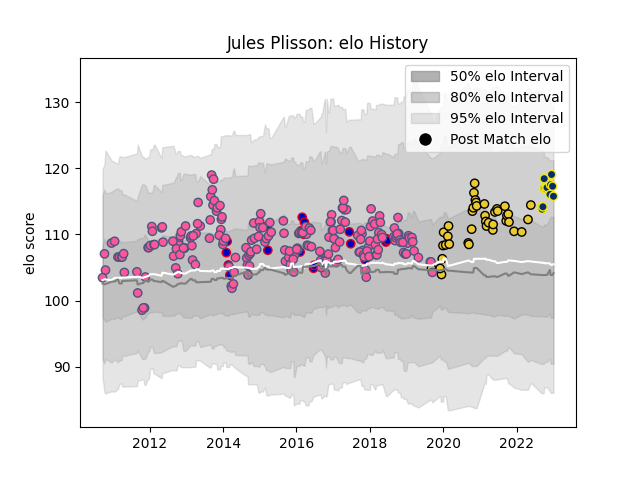 Jules Plisson: elo History
50% elo Interval
80% elo Interval
95% elo Interval
Post Match elo
elo score
130
120
110
100
90
2012
2014
2016
2018
2020
2022